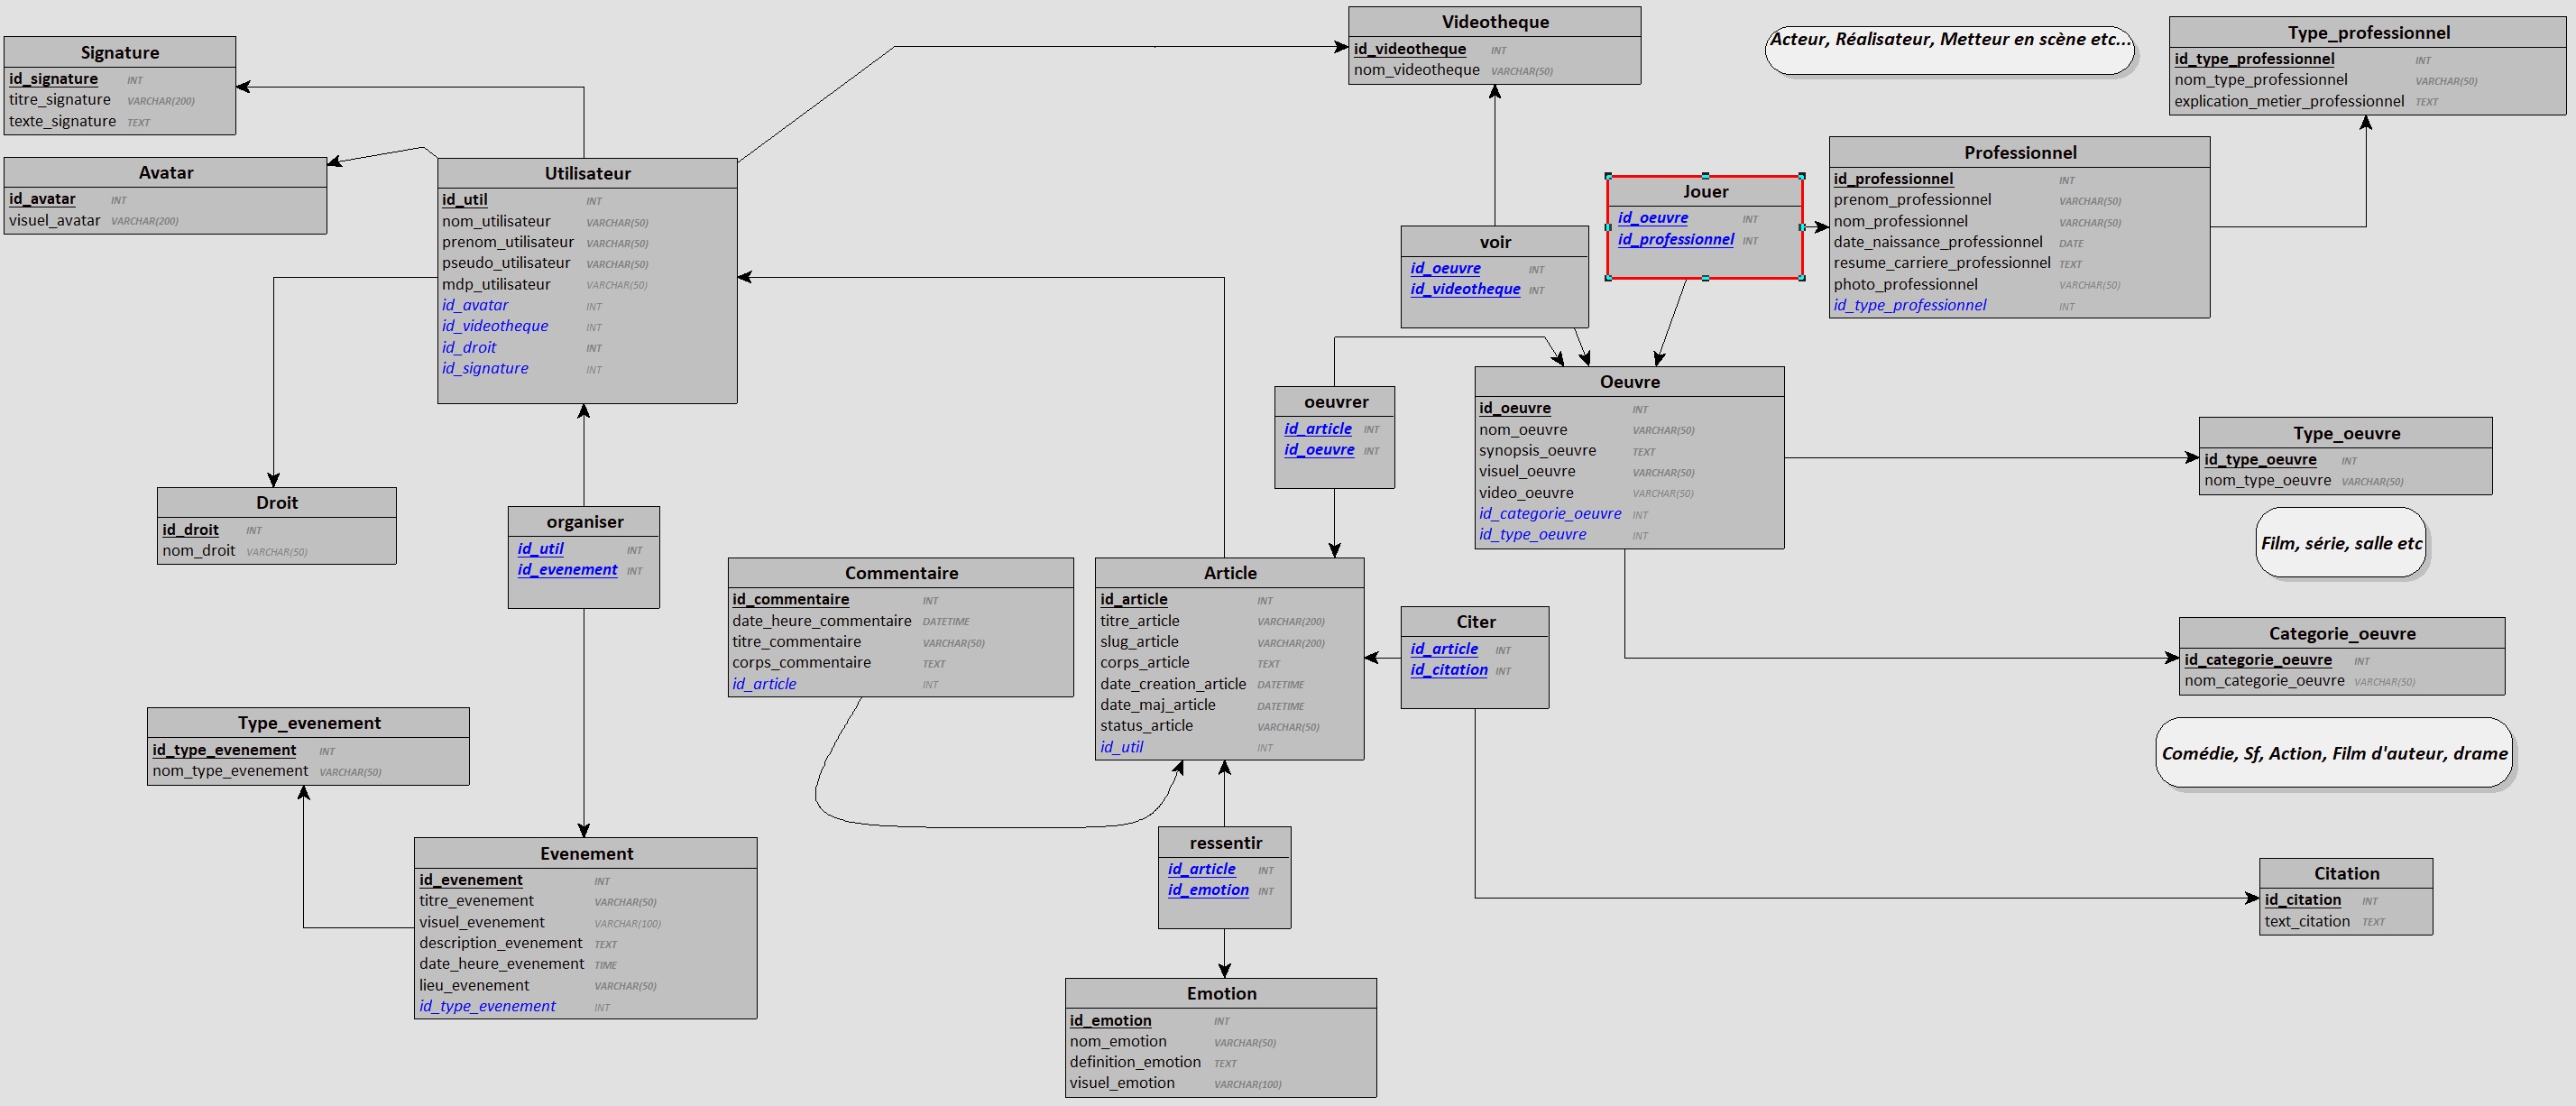 Signature
id_signature INT
titre_signature VARCHAR(200)
texte_signature TEXT
Avatar
id_avatar INT
visuel_avatar VARCHAR(200)
Utilisateur
id_util INT
nom_utilisateur VARCHAR(50)
prenom_utilisateur VARCHAR(50)
pseudo_utilisateur VARCHAR(50)
mdp_utilisateur VARCHAR(50)
id_avatar INT
id_videotheque INT
id_droit INT
id_signature INT
Videotheque
id_videotheque INT
nom_videotheque VARCHAR(50)
Acteur, Réalisateur, Metteur en scène etc...
Type_professionnel
id_type_professionnel INT
nom_type_professionnel VARCHAR(50)
explication_metier_professionnel TEXT
Professionnel
id_professionnel INT
prenom_professionnel VARCHAR(50)
nom_professionnel VARCHAR(50)
date_naissance_professionnel DATE
resume_carriere_professionnel TEXT
photo_professionnel VARCHAR(50)
id_type_professionnel INT
Jouer
id_oeuvre INT
id_professionnel INT
voir
id_oeuvre INT
id_videotheque INT
oeuvrer
id_article INT
id_oeuvre INT
Oeuvre
id_oeuvre INT
nom_oeuvre VARCHAR(50)
synopsis_oeuvre TEXT
visuel_oeuvre VARCHAR(50)
video_oeuvre VARCHAR(50)
id_categorie_oeuvre INT
id_type_oeuvre INT
Type_oeuvre
id_type_oeuvre INT
nom_type_oeuvre VARCHAR(50)
Film, série, salle etc
Droit
id_droit INT
nom_droit VARCHAR(50)
organiser
id_util INT
id_evenement INT
Commentaire
id_commentaire INT
date_heure_commentaire DATETIME
titre_commentaire VARCHAR(50)
corps_commentaire TEXT
id_article INT
Article
id_article INT
titre_article VARCHAR(200)
slug_article VARCHAR(200)
corps_article TEXT
date_creation_article DATETIME
date_maj_article DATETIME
status_article VARCHAR(50)
id_util INT
Citer
id_article INT
id_citation INT
Categorie_oeuvre
id_categorie_oeuvre INT
nom_categorie_oeuvre VARCHAR(50)
Comédie, Sf, Action, Film d'auteur, drame
Type_evenement
id_type_evenement INT
nom_type_evenement VARCHAR(50)
Evenement
id_evenement INT
titre_evenement VARCHAR(50)
visuel_evenement VARCHAR(100)
description_evenement TEXT
date_heure_evenement TIME
lieu_evenement VARCHAR(50)
id_type_evenement INT
ressentir
id_article INT
id_emotion INT
Citation
id_citation INT
text_citation TEXT
Emotion
id_emotion INT
nom_emotion VARCHAR(50)
definition_emotion TEXT
visuel_emotion VARCHAR(100)